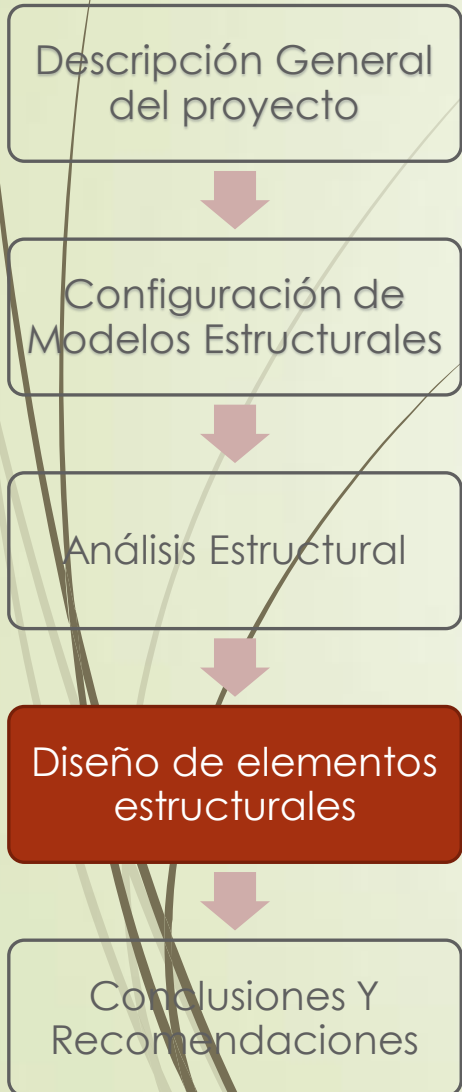 Descripción General
del proyecto
Configuración de
Modelos Estructurales
Análisis Estructural
Diseño de elementos
estructurales
Conclusiones Y
Recomendaciones